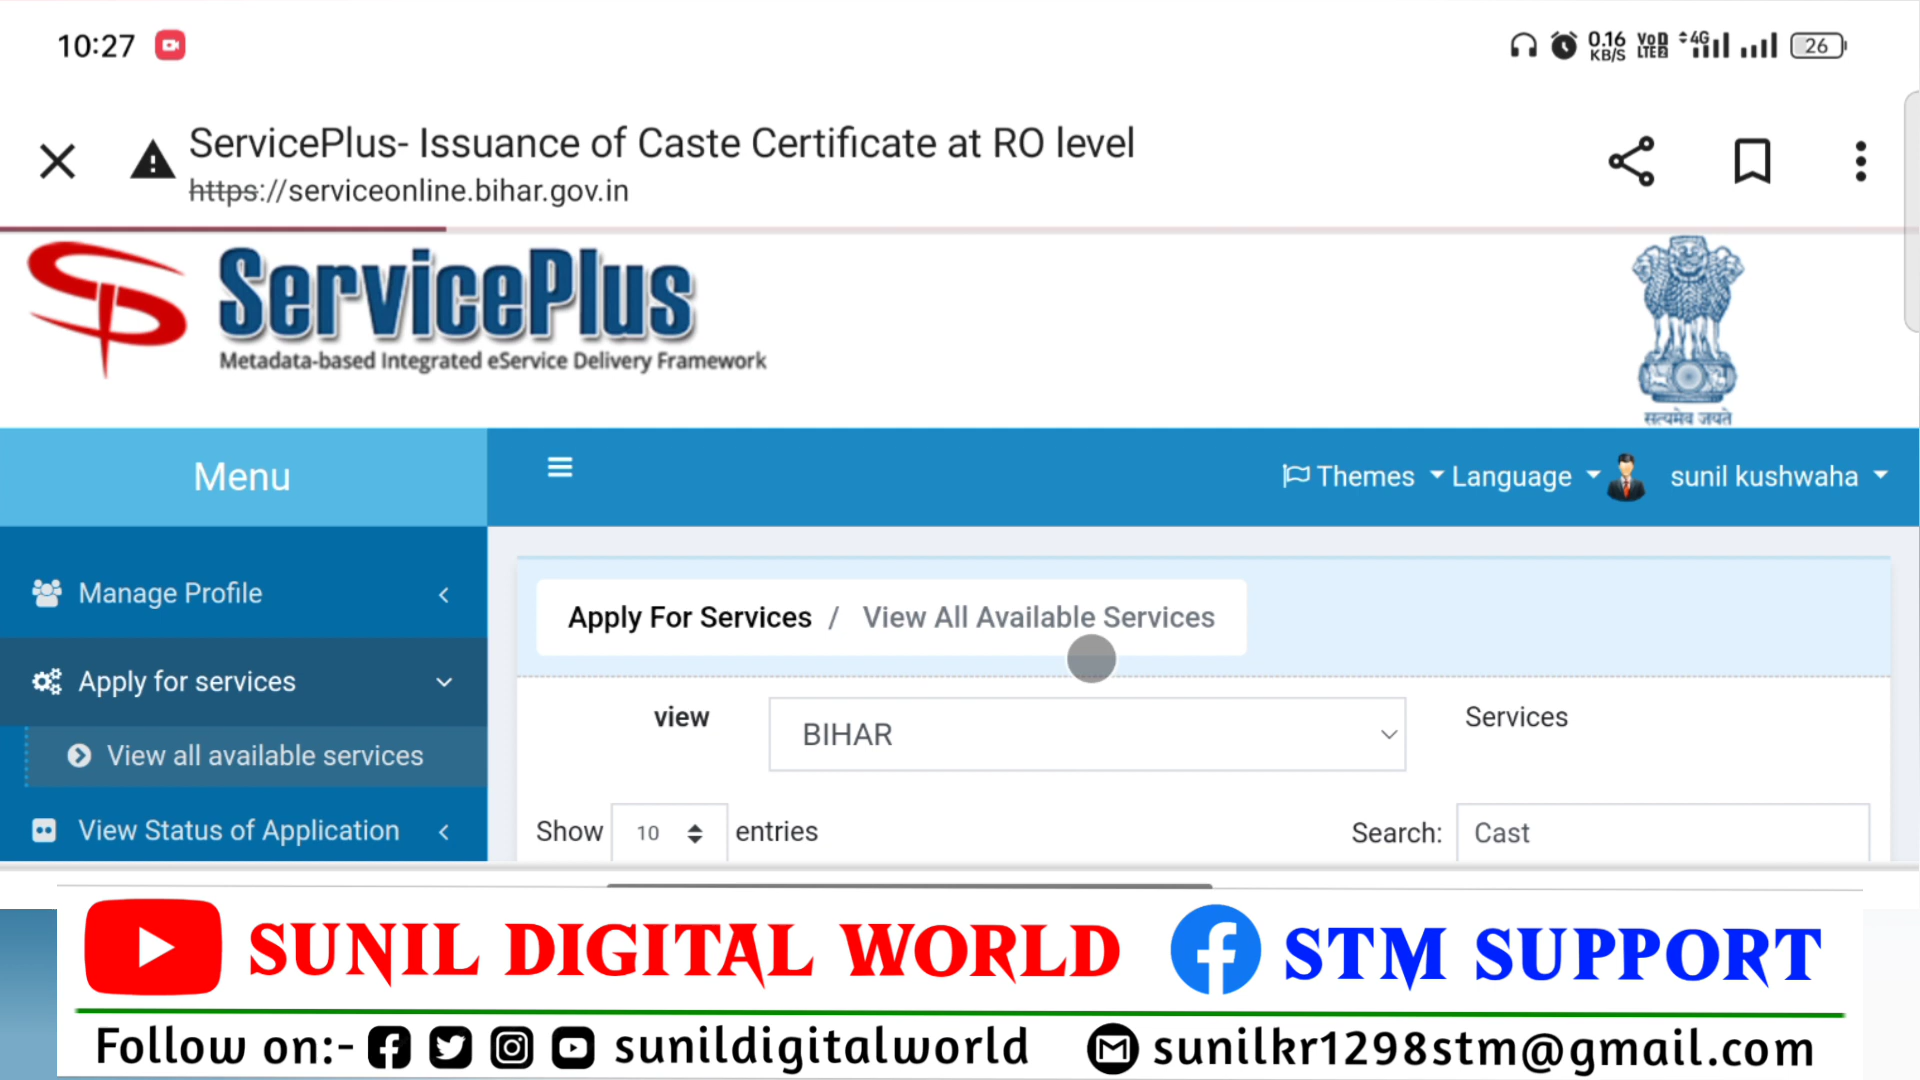 10:27
0.16 KB/S
VoD LTE2
4G
26
ServicePlus- Issuance of Caste Certificate at RO level
https://serviceonline.bihar.gov.in
ServicePlus
Metadata-based Integrated eService Delivery Framework
सत्यमेव जयते
Menu
Themes Language sunil kushwaha
Manage Profile
Apply For Services / View All Available Services
Apply for services
view BIHAR Services
View all available services
View Status of Application
Show 10 entries Search: Cast
SUNIL DIGITAL WORLD STM SUPPORT
Follow on:- sunildigitalworld sunilkr1298stm@gmail.com